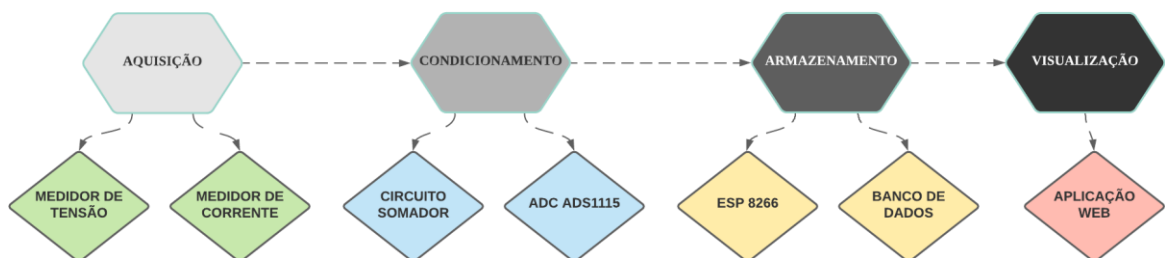 AQUISIÇÃO
CONDICIONAMENTO
ARMAZENAMENTO
VISUALIZAÇÃO
MEDIDOR DE
TENSÃO
MEDIDOR DE
CORRENTE
CIRCUITO
SOMADOR
ADC ADS1115
ESP 8266
BANCO DE
DADOS
APLICAÇÃO
WEB